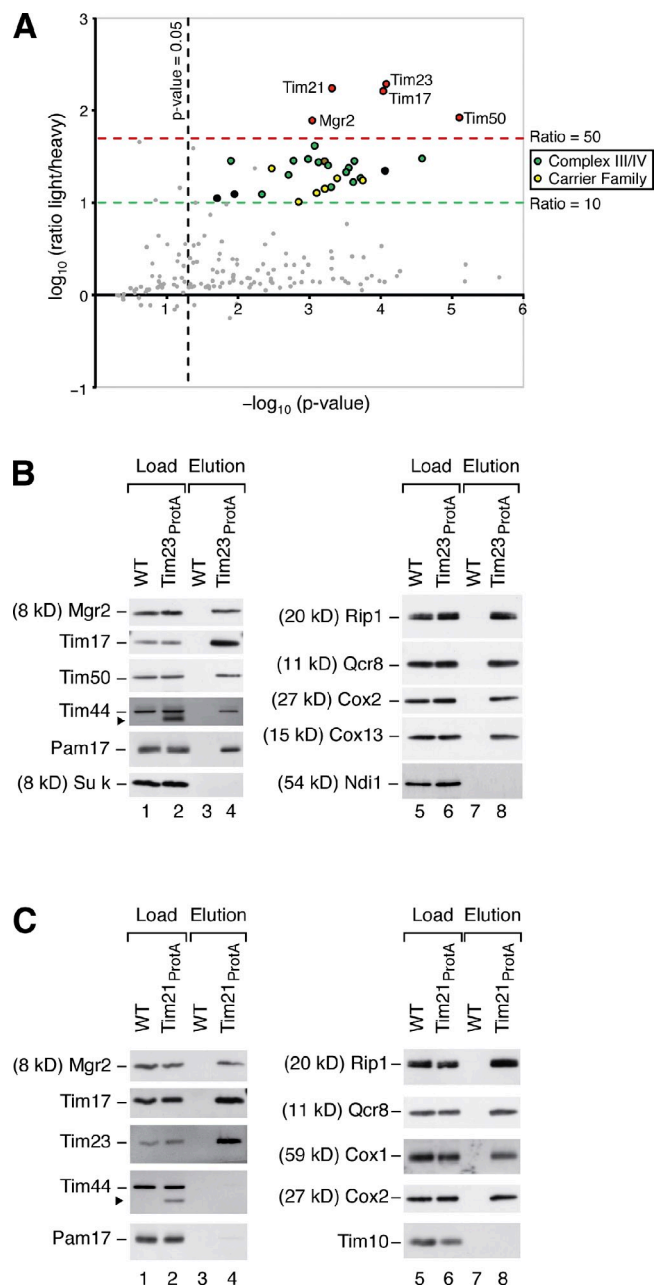 A
3
2
1
0
−1
log10 (ratio light/heavy)
p-value = 0.05
Tim21
Tim23
Tim17
Mgr2
Tim50
Ratio = 50
Complex III/IV
Carrier Family
Ratio = 10
1 2 3 4 5 6
−log10 (p-value)
B
Load Elution
WT Tim23ProtA WT Tim23ProtA
(8 kD) Mgr2
Tim17
Tim50
Tim44
Pam17
(8 kD) Su k
1 2 3 4
Load Elution
WT Tim23ProtA WT Tim23ProtA
(20 kD) Rip1
(11 kD) Qcr8
(27 kD) Cox2
(15 kD) Cox13
(54 kD) Ndi1
5 6 7 8
C
Load Elution
WT Tim21ProtA WT Tim21ProtA
(8 kD) Mgr2
Tim17
Tim23
Tim44
Pam17
1 2 3 4
Load Elution
WT Tim21ProtA WT Tim21ProtA
(20 kD) Rip1
(11 kD) Qcr8
(59 kD) Cox1
(27 kD) Cox2
Tim10
5 6 7 8